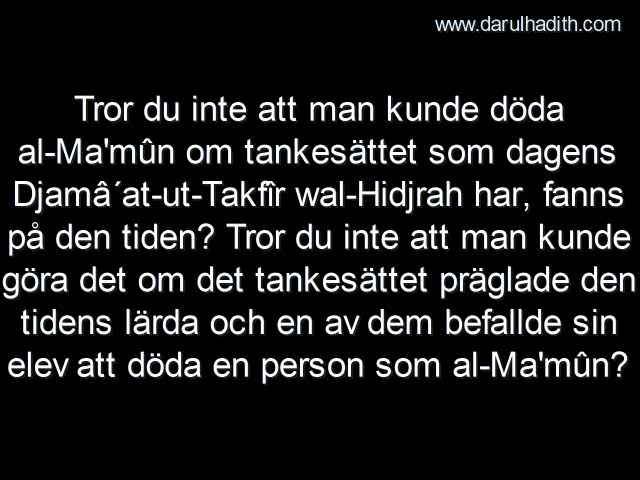 www.darulhadith.com
Tror du inte att man kunde döda
al-Ma'mûn om tankesättet som dagens
Djamâ´at-ut-Takfîr wal-Hidjrah har, fanns
på den tiden? Tror du inte att man kunde
göra det om det tankesättet präglade den
tidens lärda och en av dem befallde sin
elev att döda en person som al-Ma'mûn?